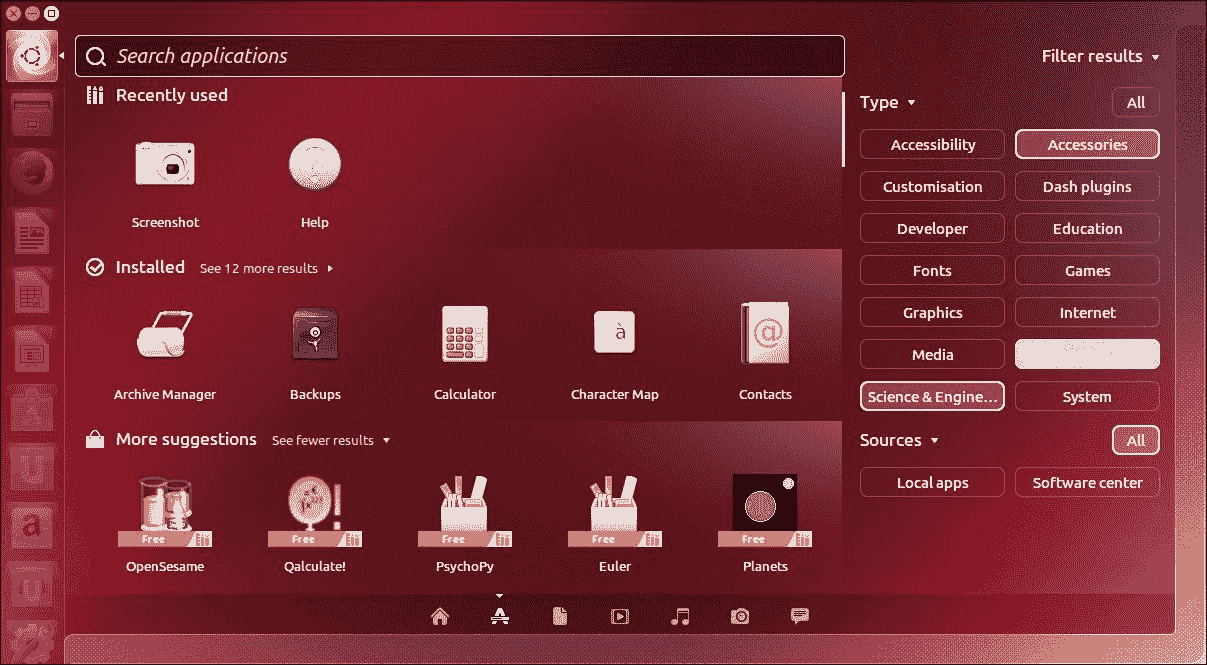 Search applications
Filter results
Recently used
Screenshot
Help
Installed
See 12 more results
Archive Manager
Backups
Calculator
à
Character Map
@
Contacts
More suggestions
See fewer results
Free
Free
Free
Free
Free
OpenSesame
Qalculate!
PsychoPy
Euler
Planets
Type
All
Accessibility
Accessories
Customisation
Dash plugins
Developer
Education
Fonts
Games
Graphics
Internet
Media
Science & Engine...
System
Sources
All
Local apps
Software center